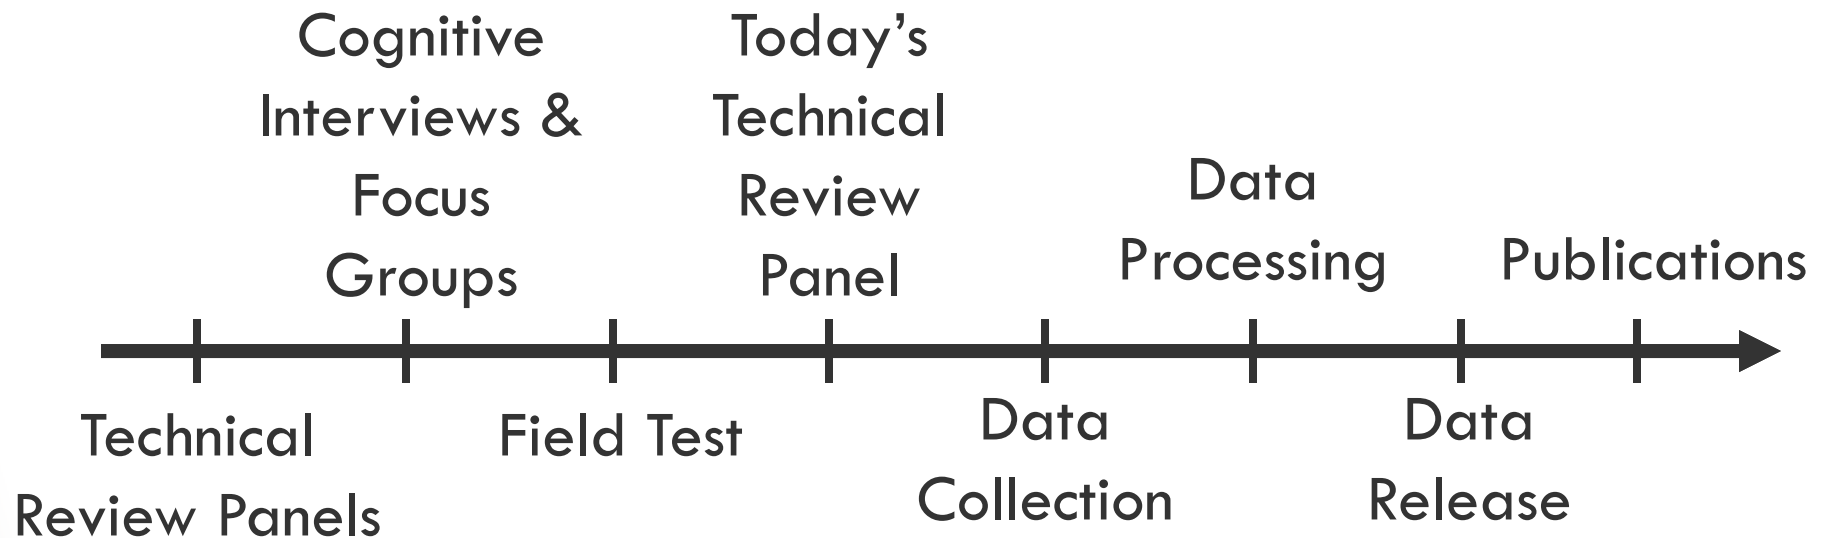 Cognitive
Interviews &
Focus
Groups
Today's
Technical
Review
Panel
Data
Processing
Publications
Technical
Review Panels
Field Test
Data
Collection
Data
Release